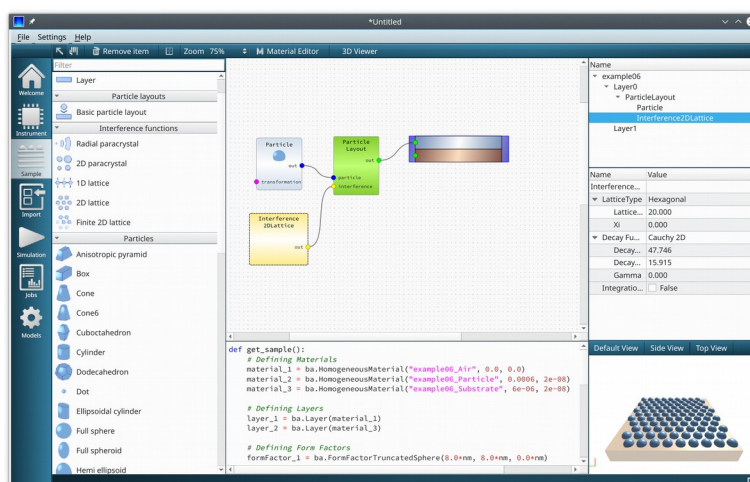 *Untitled
File Settings Help
Remove item Zoom 75% M Material Editor 3D Viewer
Welcome
Instrument
Sample
Import
Simulation
Jobs
Models
Filter
Layer
Particle layouts
Basic particle layout
Interference functions
Radial paracrystal
2D paracrystal
1D lattice
2D lattice
Finite 2D lattice
Particles
Anisotropic pyramid
Box
Cone
Cone6
Cuboctahedron
Cylinder
Dodecahedron
Dot
Ellipsoidal cylinder
Full sphere
Full spheroid
Hemi ellipsoid
Particle
out
transformation
Particle
Layout
out
particle
interference
Interference
2DLattice
out
def get_sample():
# Defining Materials
material_1 = ba.HomogeneousMaterial("example06_Air", 0.0, 0.0)
material_2 = ba.HomogeneousMaterial("example06_Particle", 0.0006, 2e-08)
material_3 = ba.HomogeneousMaterial("example06_Substrate", 6e-06, 2e-08)
# Defining Layers
layer_1 = ba.Layer(material_1)
layer_2 = ba.Layer(material_3)
# Defining Form Factors
formFactor_1 = ba.FormFactorTruncatedSphere(8.0*nm, 8.0*nm, 0.0*nm)
Name
example06
Layer0
ParticleLayout
Particle
Interference2DLattice
Layer1
Name Value
Interference...
LatticeType Hexagonal
Lattice... 20.000
Xi 0.000
Decay Fu... Cauchy 2D
Decay... 47.746
Decay... 15.915
Gamma 0.000
Integratio... False
Default View Side View Top View